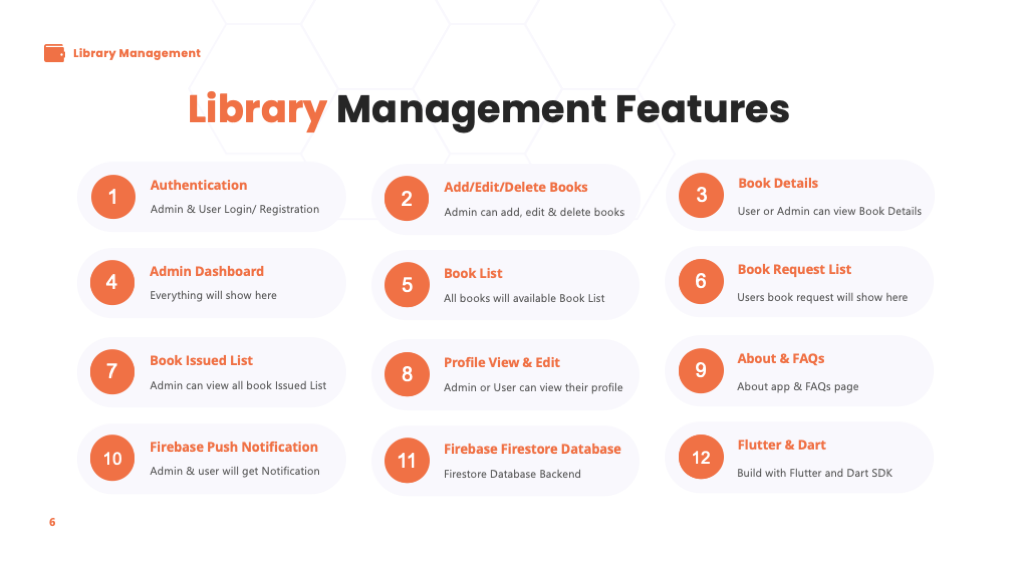 Library Management
Library Management Features
1
Authentication
Admin & User Login/ Registration
2
Add/Edit/Delete Books
Admin can add, edit & delete books
3
Book Details
User or Admin can view Book Details
4
Admin Dashboard
Everything will show here
5
Book List
All books will available Book List
6
Book Request List
Users book request will show here
7
Book Issued List
Admin can view all book Issued List
8
Profile View & Edit
Admin or User can view their profile
9
About & FAQs
About app & FAQs page
10
Firebase Push Notification
Admin & user will get Notification
11
Firebase Firestore Database
Firestore Database Backend
12
Flutter & Dart
Build with Flutter and Dart SDK
6